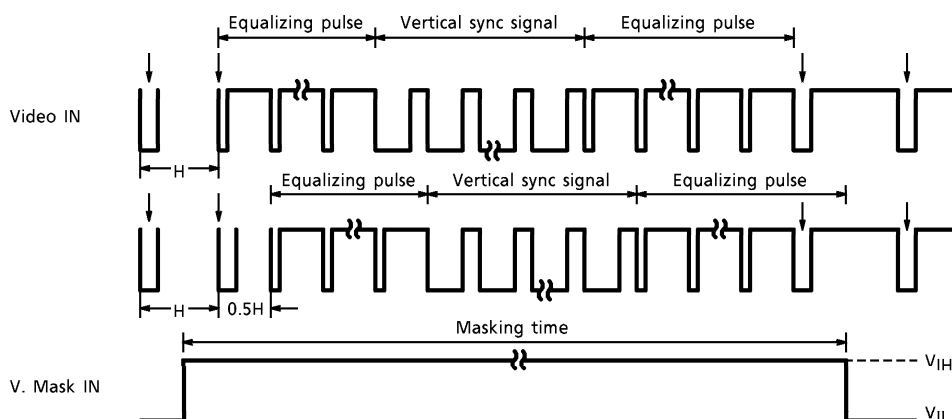 Equalizing pulse Vertical sync signal Equalizing pulse
Video IN
H
Equalizing pulse Vertical sync signal Equalizing pulse
H 0.5H
Masking time
VIH
V. Mask IN
VIL